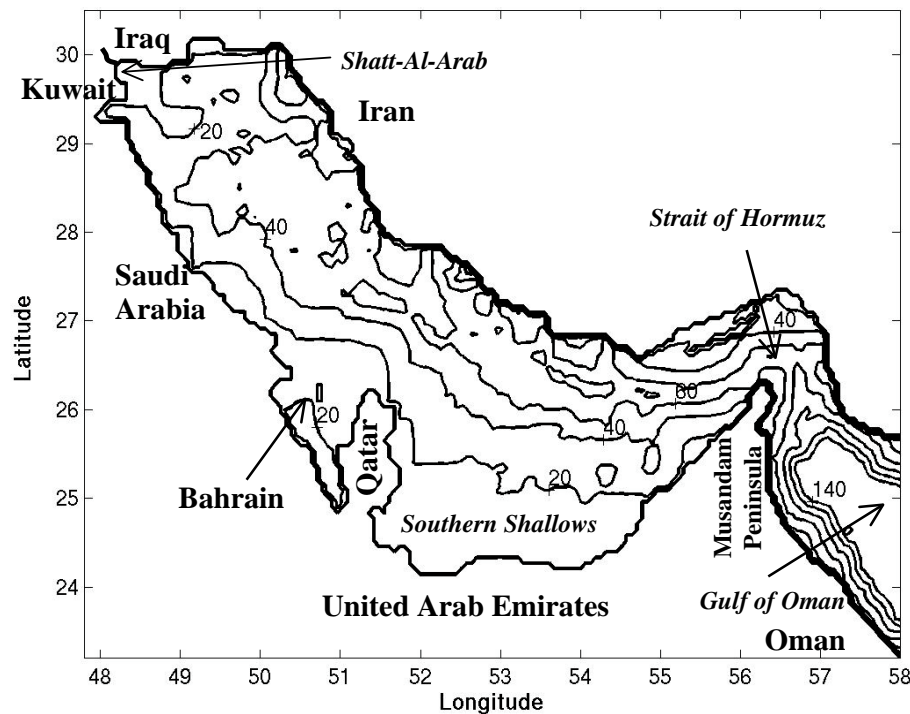 Iraq
30
Shatt-Al-Arab
Kuwait
Iran
20
29
Strait of Hormuz
40
28
Saudi
Arabia
27
40
Latitude
60
26
20
40
Qatar
20
Bahrain
25
140
Musandam
Peninsula
Southern Shallows
24
United Arab Emirates
Gulf of Oman
Oman
48 49 50 51 52 53 54 55 56 57 58
Longitude